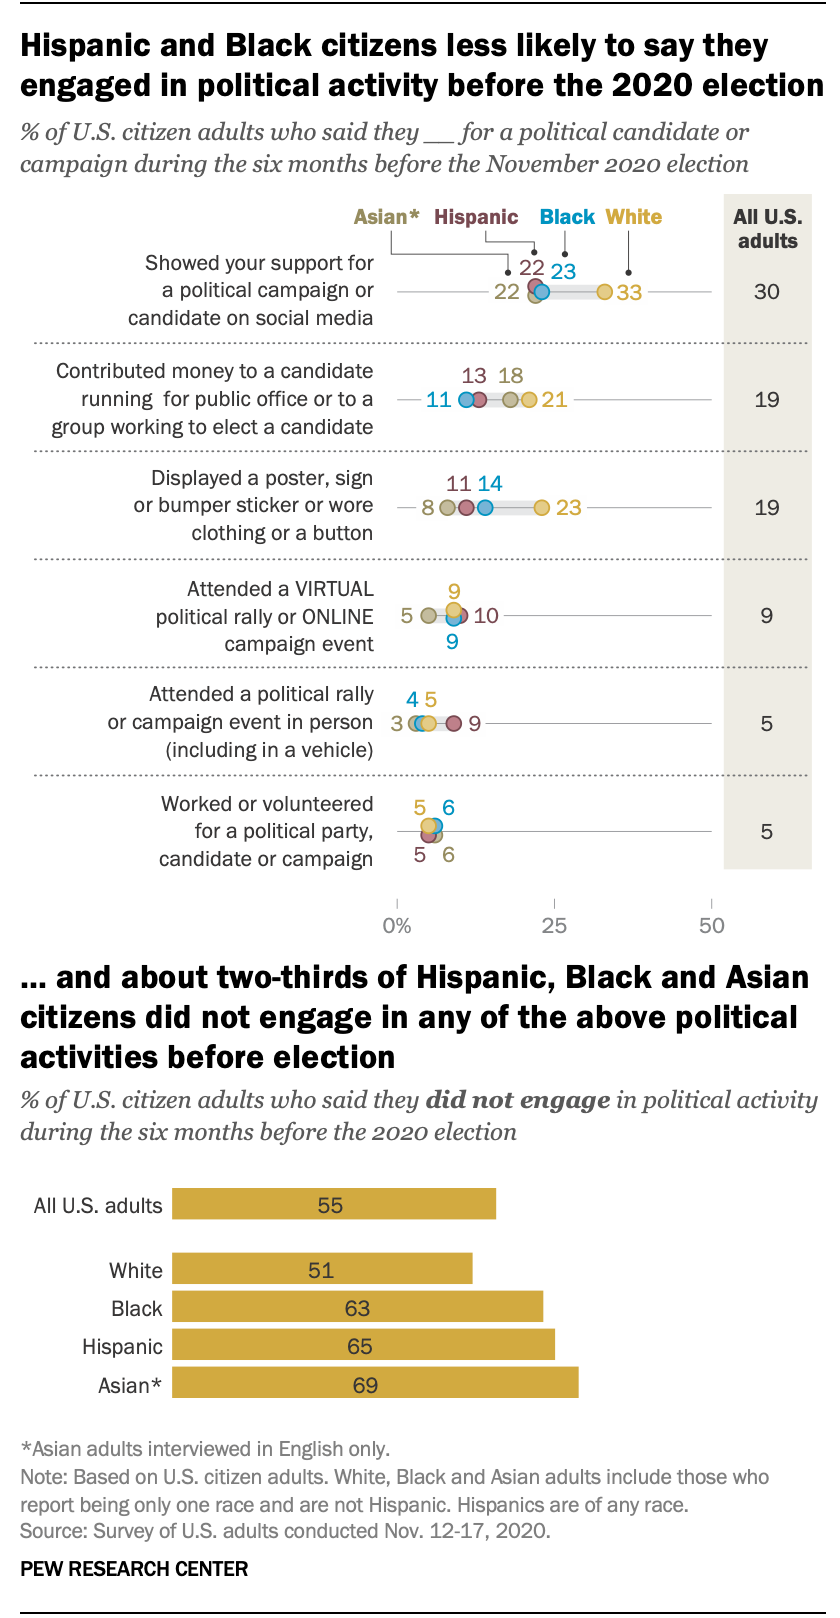 Hispanic and Black citizens less likely to say they
engaged in political activity before the 2020 election
% of U.S. citizen adults who said they __ for a political candidate or
campaign during the six months before the November 2020 election
Asian* Hispanic Black White
All U.S.
adults
Showed your support for
a political campaign or
candidate on social media
22 23
22 33
30
Contributed money to a candidate
running for public office or to a
group working to elect a candidate
13 18
11 21
19
Displayed a poster, sign
or bumper sticker or wore
clothing or a button
11 14
8 23
19
Attended a VIRTUAL
political rally or ONLINE
campaign event
9
5 10
9
9
Attended a political rally
or campaign event in person
(including in a vehicle)
4 5
3 9
5
Worked or volunteered
for a political party,
candidate or campaign
5 6
5 6
5
0% 25 50
... and about two-thirds of Hispanic, Black and Asian
citizens did not engage in any of the above political
activities before election
% of U.S. citizen adults who said they did not engage in political activity
during the six months before the 2020 election
All U.S. adults 55
White 51
Black 63
Hispanic 65
Asian* 69
*Asian adults interviewed in English only.
Note: Based on U.S. citizen adults. White, Black and Asian adults include those who
report being only one race and are not Hispanic. Hispanics are of any race.
Source: Survey of U.S. adults conducted Nov. 12-17, 2020.
PEW RESEARCH CENTER